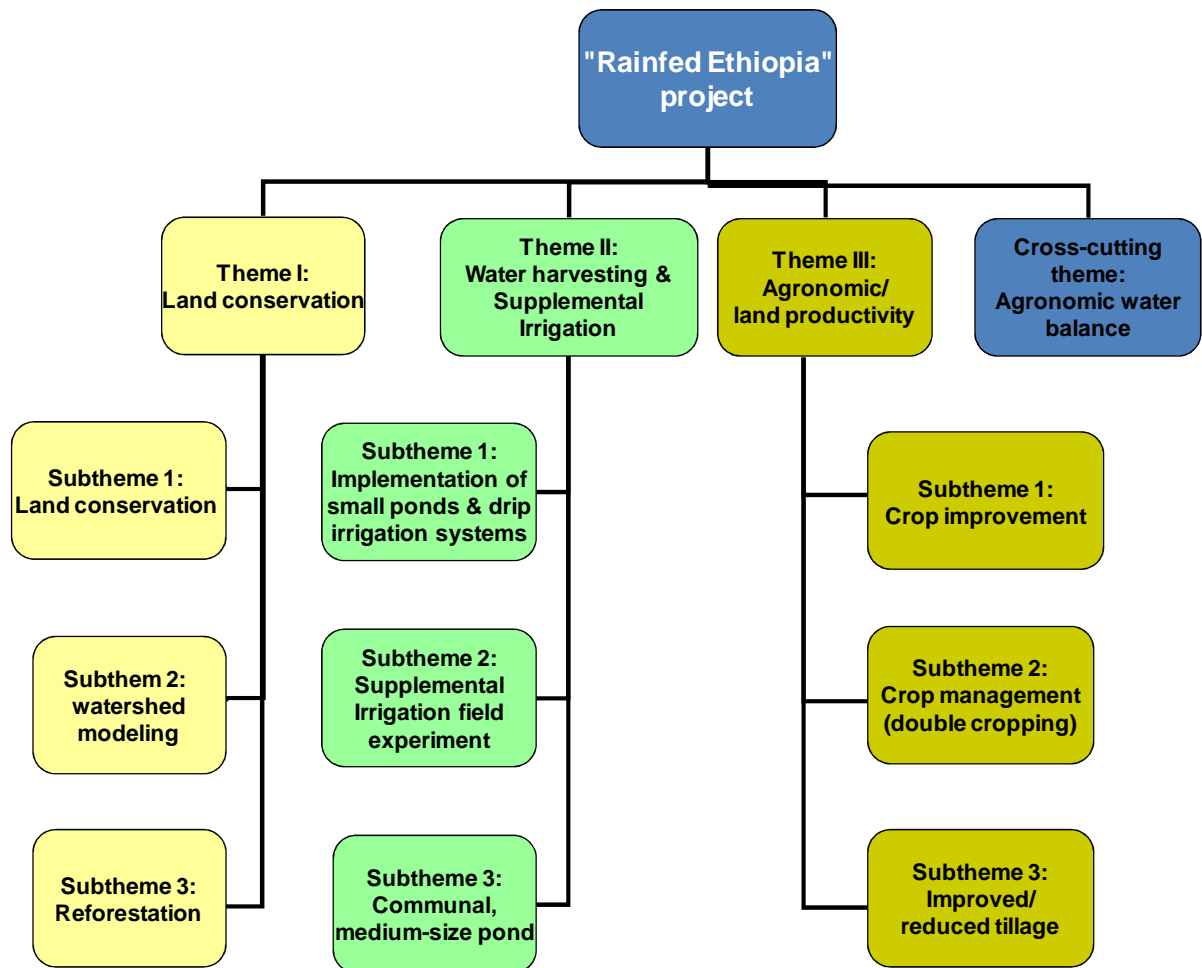 "Rainfed Ethiopia"
project
Theme I:
Land conservation
Theme II:
Water harvesting &
Supplemental
Irrigation
Theme III:
Agronomic/
land productivity
Cross-cutting
theme:
Agronomic water
balance
Subtheme 1:
Land conservation
Subtheme 1:
Implementation of
small ponds & drip
irrigation systems
Subtheme 1:
Crop improvement
Subthem 2:
watershed
modeling
Subtheme 2:
Supplemental
Irrigation field
experiment
Subtheme 2:
Crop management
(double cropping)
Subtheme 3:
Reforestation
Subtheme 3:
Communal,
medium-size pond
Subtheme 3:
Improved/
reduced tillage